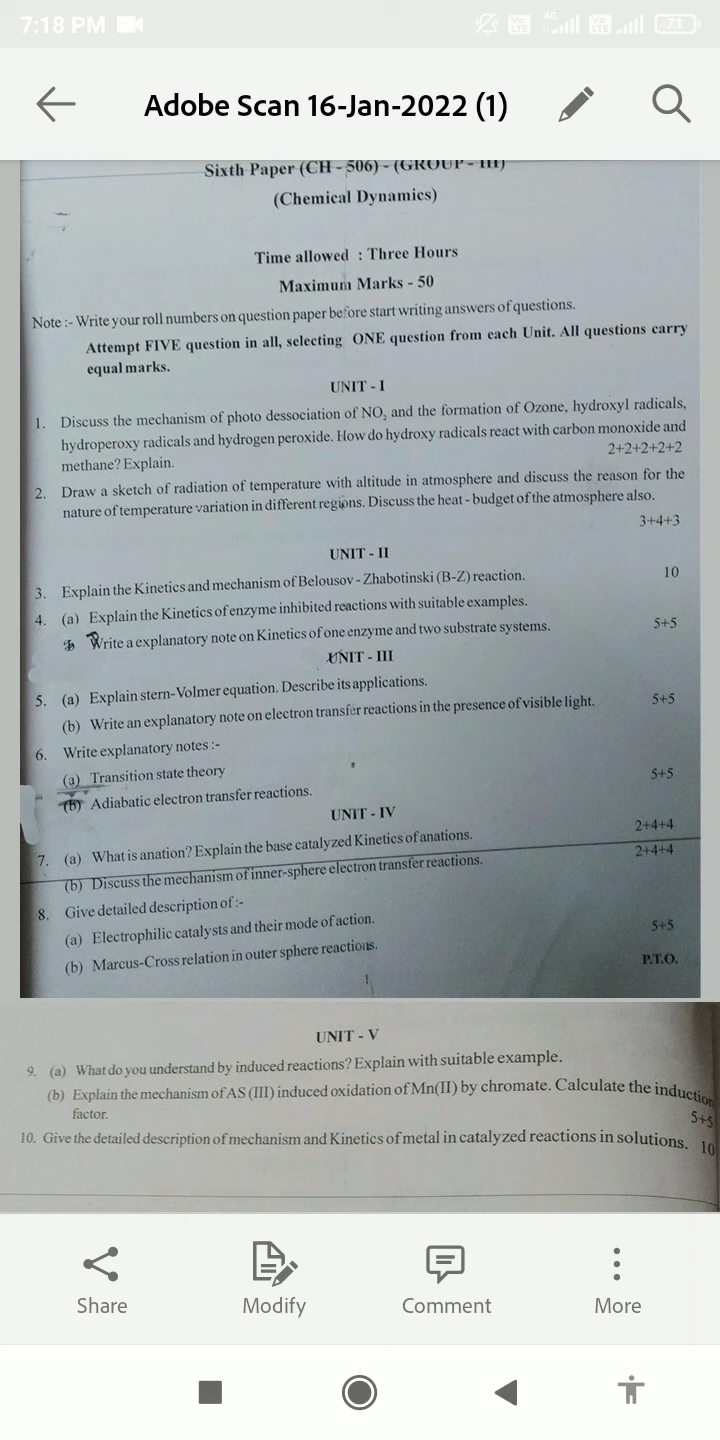 7:18 PM
4G
71
Adobe Scan 16-Jan-2022 (1)
Sixth Paper (CH - 506) - (GROUP - III)
(Chemical Dynamics)
Time allowed : Three Hours
Maximum Marks - 50
Note :- Write your roll numbers on question paper before start writing answers of questions.
Attempt FIVE question in all, selecting ONE question from each Unit. All questions carry
equal marks.
UNIT - I
1. Discuss the mechanism of photo dessociation of NO₂ and the formation of Ozone, hydroxyl radicals,
hydroperoxy radicals and hydrogen peroxide. How do hydroxy radicals react with carbon monoxide and
methane? Explain. 2+2+2+2+2
2. Draw a sketch of radiation of temperature with altitude in atmosphere and discuss the reason for the
nature of temperature variation in different regions. Discuss the heat - budget of the atmosphere also.
3+4+3
UNIT - II
3. Explain the Kinetics and mechanism of Belousov - Zhabotinski (B-Z) reaction. 10
4. (a) Explain the Kinetics of enzyme inhibited reactions with suitable examples.
Write a explanatory note on Kinetics of one enzyme and two substrate systems. 5+5
UNIT - III
5. (a) Explain stern-Volmer equation. Describe its applications.
(b) Write an explanatory note on electron transfer reactions in the presence of visible light. 5+5
6. Write explanatory notes :-
(a) Transition state theory
(b) Adiabatic electron transfer reactions. 5+5
UNIT - IV
7. (a) What is anation? Explain the base catalyzed Kinetics of anations. 2+4+4
(b) Discuss the mechanism of inner-sphere electron transfer reactions. 2+4+4
8. Give detailed description of :-
(a) Electrophilic catalysts and their mode of action.
(b) Marcus-Cross relation in outer sphere reactions. 5+5
P.T.O.
UNIT - V
9. (a) What do you understand by induced reactions? Explain with suitable example.
(b) Explain the mechanism of AS (III) induced oxidation of Mn(II) by chromate. Calculate the induction
factor. 5+5
10. Give the detailed description of mechanism and Kinetics of metal in catalyzed reactions in solutions. 10
Share
Modify
Comment
More